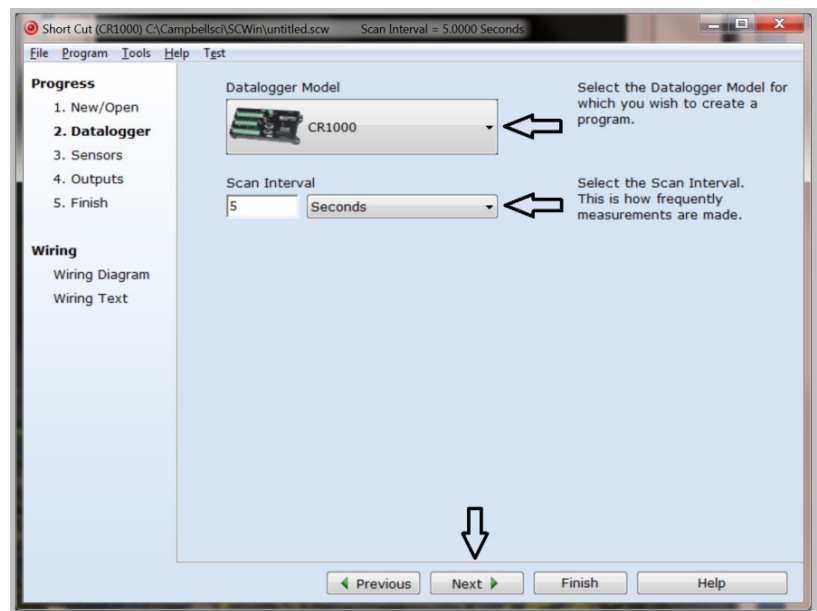 Short Cut (CR1000) C:\Campbellsci\SCWin\untitled.scw Scan Interval = 5.0000 Seconds
File Program Tools Help Test
Progress
1. New/Open
2. Datalogger
3. Sensors
4. Outputs
5. Finish
Wiring
Wiring Diagram
Wiring Text
Datalogger Model
CR1000
Select the Datalogger Model for
which you wish to create a
program.
Scan Interval
5 Seconds
Select the Scan Interval.
This is how frequently
measurements are made.
Previous Next Finish Help